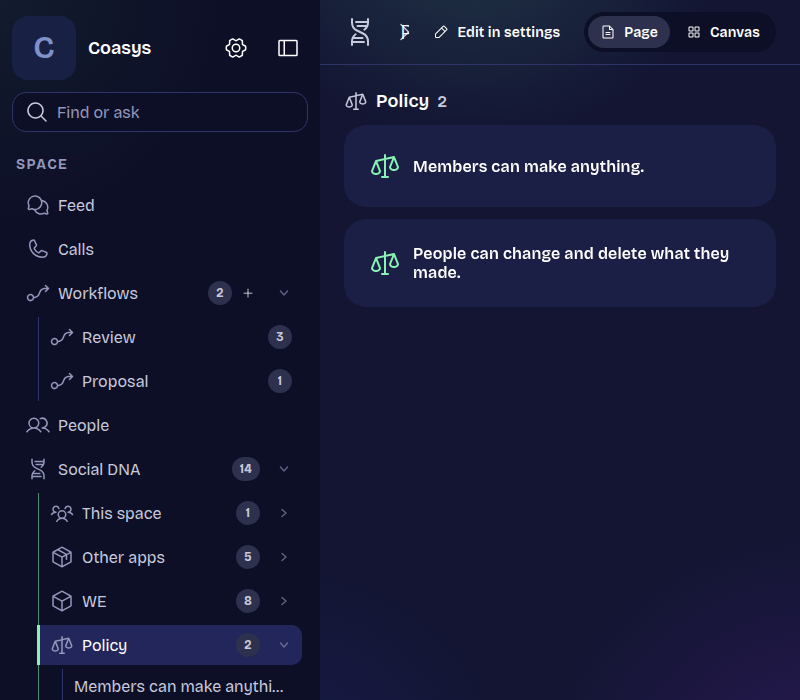 C
Coasys
Find or ask
SPACE
Feed
Calls
Workflows 2
Review 3
Proposal 1
People
Social DNA 14
This space 1
Other apps 5
WE 8
Policy 2
Members can make anythi...
Edit in settings
Page
Canvas
Policy 2
Members can make anything.
People can change and delete what they
made.